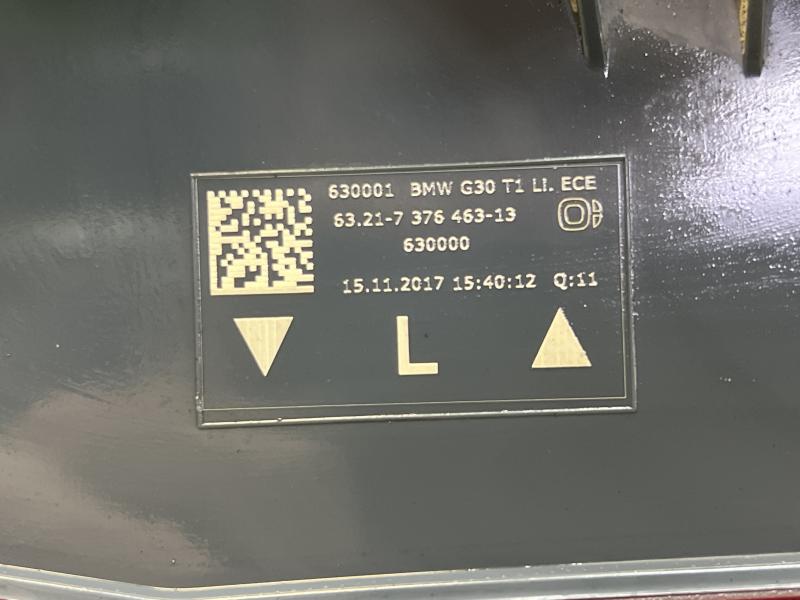 630001 BMW G30 T1 LI. ECE
63.21-7 376 463-13
630000
15.11.2017 15:40:12 Q:11
L